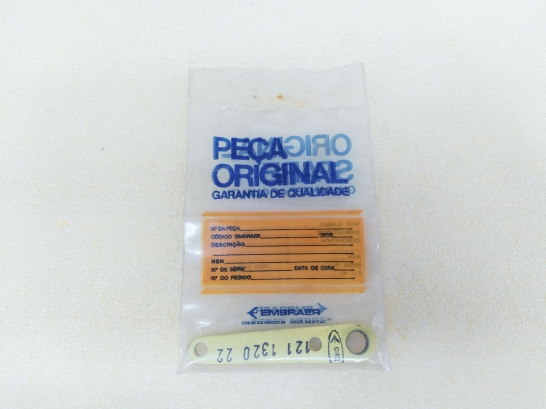 PEÇA
ORIGINAL
GARANTIA DE QUALIDADE
Nº DA PEÇA
CÓDIGO EMBRAER
DESCRIÇÃO
NSN
Nº DE SÉRIE DATA DE CURA
Nº DO PEDIDO
EMBRAER
121 1320 22